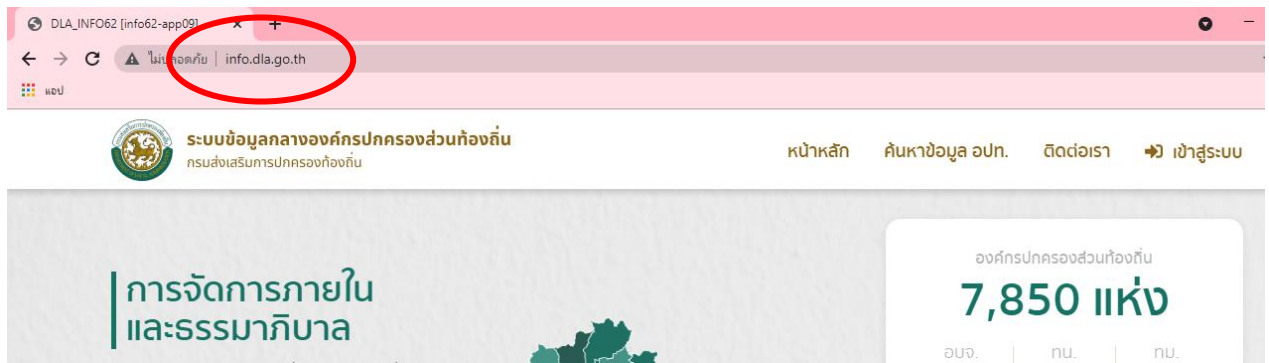 DLA_INFO62 [info62-app09]
ไม่ปลอดภัย info.dla.go.th
แอป
ระบบข้อมูลกลางองค์กรปกครองส่วนท้องถิ่น
กรมส่งเสริมการปกครองท้องถิ่น
หน้าหลัก ค้นหาข้อมูล อปท. ติดต่อเรา เข้าสู่ระบบ
องค์กรปกครองส่วนท้องถิ่น
7,850 แห่ง
อบจ. ทน. ทม.
การจัดการภายใน
และธรรมาภิบาล